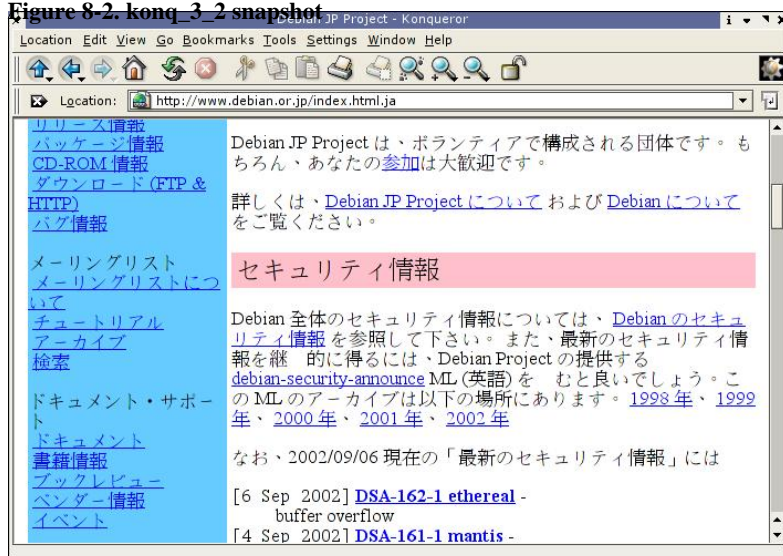 Figure 8-2. konq_3_2 snapshot
Debian JP Project - Konqueror
Location Edit View Go Bookmarks Tools Settings Window Help
Location: http://www.debian.or.jp/index.html.ja
リリース情報
パッケージ情報
CD-ROM 情報
ダウンロード (FTP &
HTTP)
バグ情報
メーリングリスト
メーリングリストにつ
いて
チュートリアル
アーカイブ
検索
ドキュメント・サポー
ト
ドキュメント
書籍情報
ブックレビュー
ベンダー情報
イベント
Debian JP Project は、ボランティアで構成される団体です。 も
ちろん、あなたの参加は大歓迎です。
詳しくは、Debian JP Project について および Debian について
をご覧ください。
セキュリティ情報
Debian 全体のセキュリティ情報については、 Debian のセキュ
リティ情報 を参照して下さい。 また、最新のセキュリティ情
報を継 的に得るには、Debian Project の提供する
debian-security-announce ML (英語) を むと良いでしょう。こ
の ML のアーカイブは以下の場所にあります。 1998 年、 1999
年、 2000 年、 2001 年、 2002 年
なお、2002/09/06 現在の「最新のセキュリティ情報」には
[6 Sep 2002] DSA-162-1 ethereal -
buffer overflow
[4 Sep 2002] DSA-161-1 mantis -